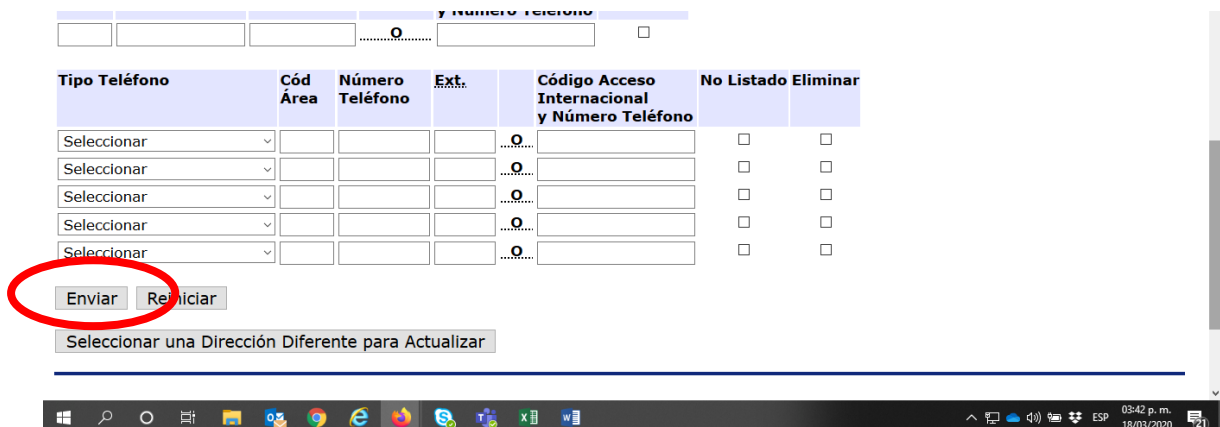 y Número Teléfono
O
Tipo Teléfono Cód Área Número Teléfono Ext. Código Acceso Internacional y Número Teléfono No Listado Eliminar
Seleccionar O
Seleccionar O
Seleccionar O
Seleccionar O
Seleccionar O
Enviar Reiniciar
Seleccionar una Dirección Diferente para Actualizar
ESP 03:42 p. m.
18/03/2020 21